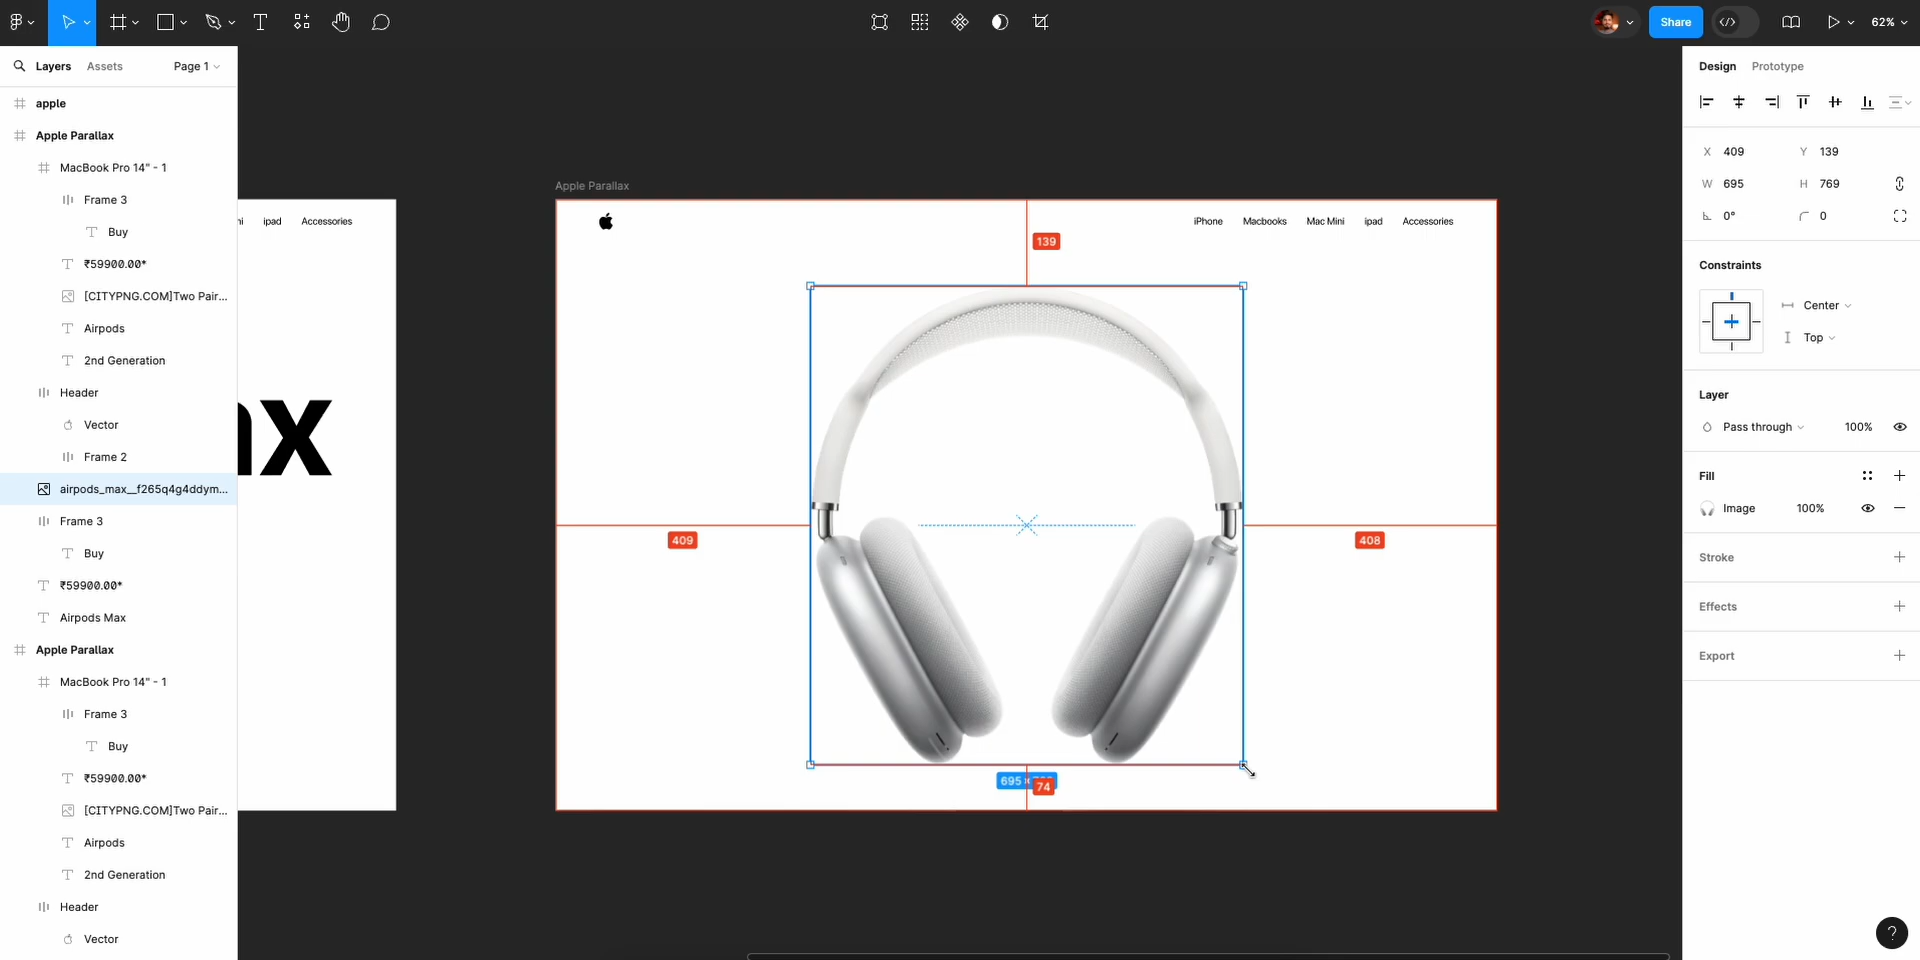 Share
62%
Layers
Assets
Page 1
apple
Apple Parallax
MacBook Pro 14" - 1
Frame 3
Buy
₹59900.00*
[CITYPNG.COM]Two Pair...
Airpods
2nd Generation
Header
Vector
Frame 2
airpods_max__f265q4g4ddym...
Frame 3
Buy
₹59900.00*
Airpods Max
Apple Parallax
MacBook Pro 14" - 1
Frame 3
Buy
₹59900.00*
[CITYPNG.COM]Two Pair...
Airpods
2nd Generation
Header
Vector
ipad
Accessories
ax
Apple Parallax
iPhone
Macbooks
Mac Mini
ipad
Accessories
139
409
408
695 x
74
Design
Prototype
X 409
Y 139
W 695
H 769
0°
0
Constraints
Center
Top
Layer
Pass through
100%
Fill
Image
100%
Stroke
Effects
Export
?